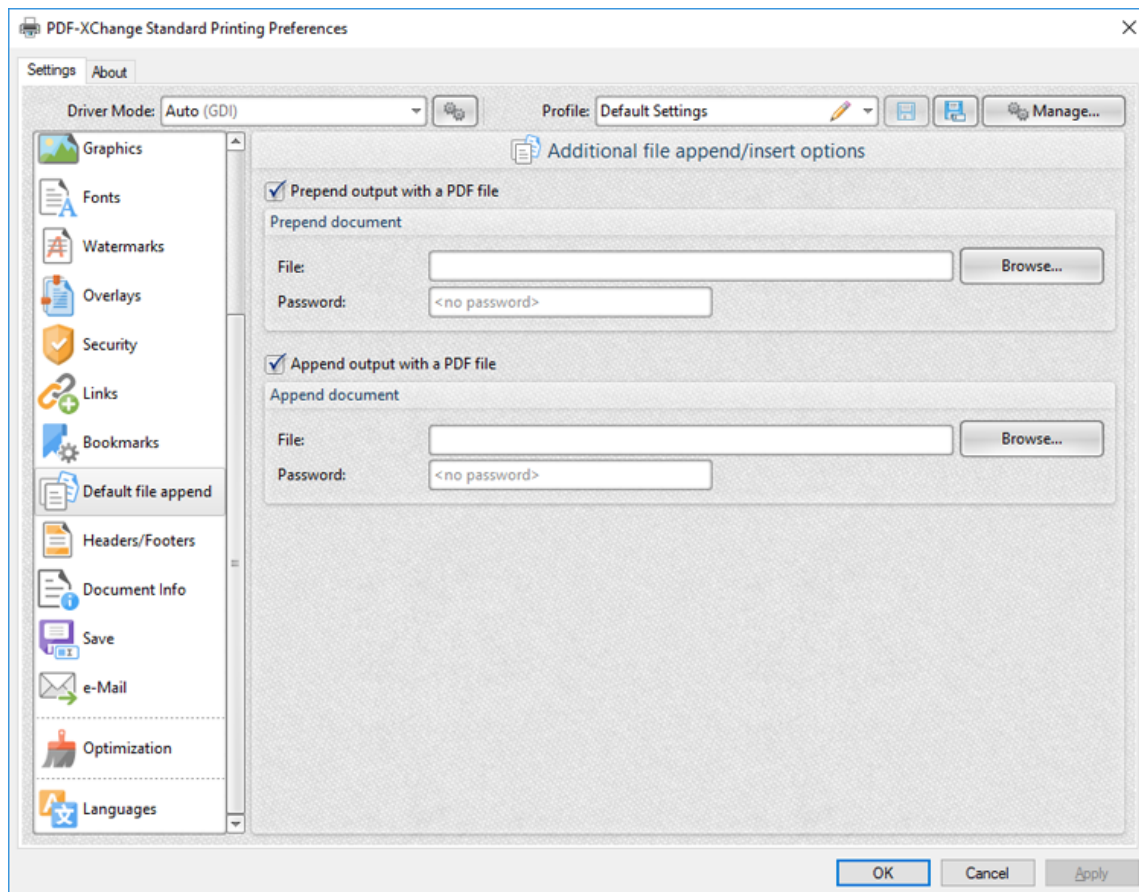 PDF-XChange Standard Printing Preferences
Settings About
Driver Mode: Auto (GDI) Profile: Default Settings Manage...
Graphics
Fonts
Watermarks
Overlays
Security
Links
Bookmarks
Default file append
Headers/Footers
Document Info
Save
e-Mail
Optimization
Languages
Additional file append/insert options
Prepend output with a PDF file
Prepend document
File: Browse...
Password: <no password>
Append output with a PDF file
Append document
File: Browse...
Password: <no password>
OK Cancel Apply